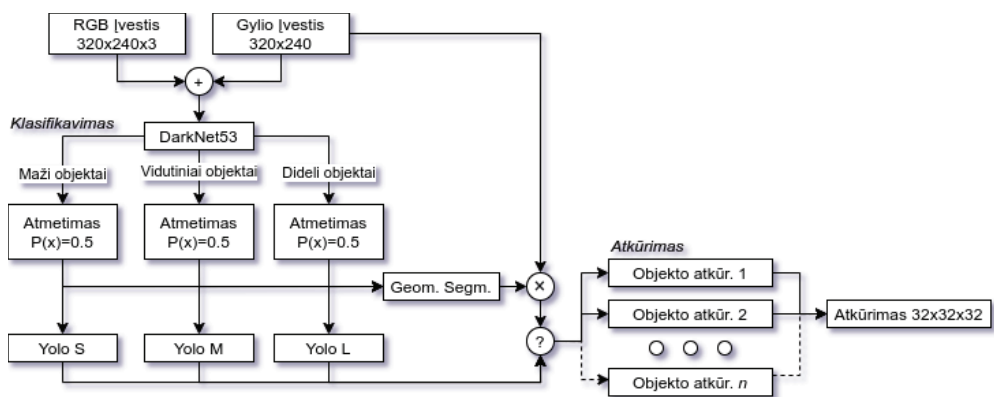 RGB Įvestis
320x240x3
Gylio Įvestis
320x240
+
Klasifikavimas
DarkNet53
Maži objektai
Vidutiniai objektai
Dideli objektai
Atmetimas
P(x)=0.5
Atmetimas
P(x)=0.5
Atmetimas
P(x)=0.5
Geom. Segm.
×
Yolo S
Yolo M
Yolo L
?
Atkūrimas
Objekto atkūr. 1
Objekto atkūr. 2
Objekto atkūr. n
Atkūrimas 32x32x32